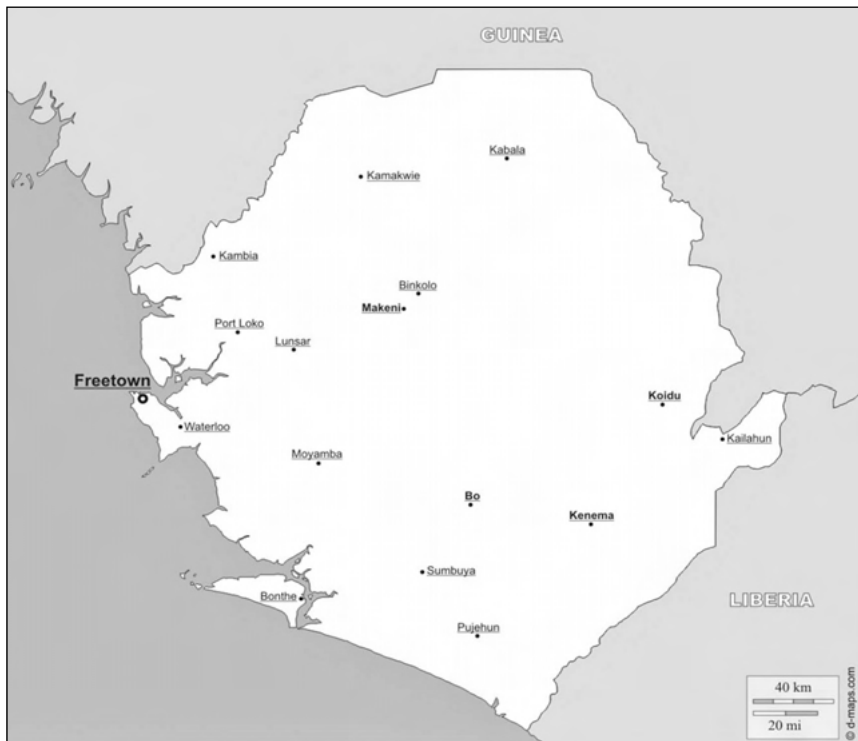 GUINEA
Kabala
Kamakwie
Kambia
Binkolo
Makeni
Port Loko
Lunsar
Freetown
Koidu
Waterloo
Kailahun
Moyamba
Bo
Kenema
Sumbuya
Bonthe
LIBERIA
Pujehun
40 km
20 mi
© d-maps.com